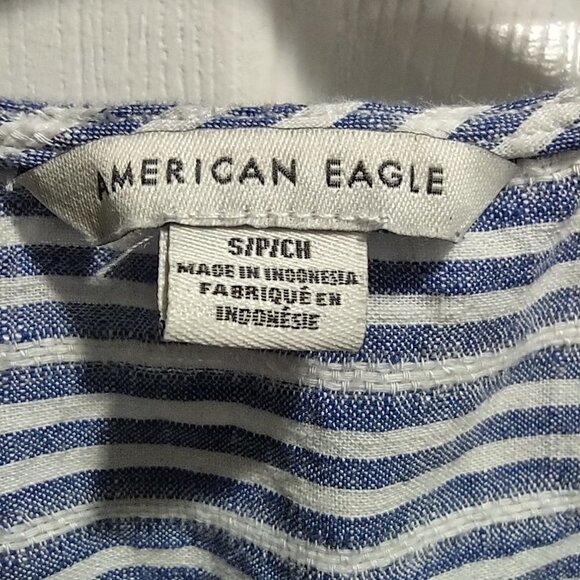 AMERICAN EAGLE
S/P/CH
MADE IN INDONESIA
FABRIQUÉ EN
INDONÉSIE